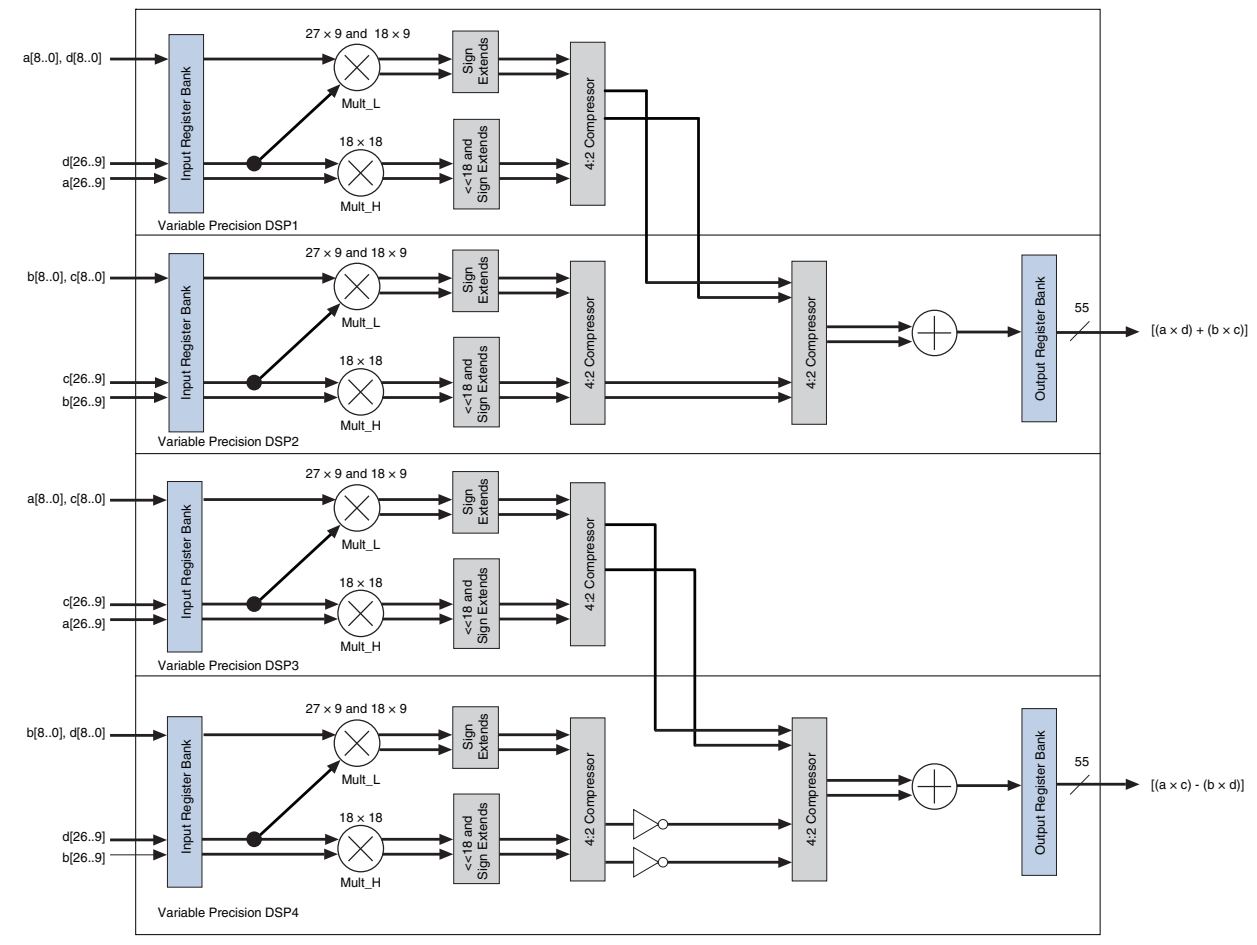 27 × 9 and 18 × 9
a[8..0], d[8..0]
Input Register Bank
Mult_L
Sign
Extends
4:2 Compressor
18 × 18
d[26..9]
a[26..9]
Mult_H
<<18 and
Sign Extends
Variable Precision DSP1
27 × 9 and 18 × 9
b[8..0], c[8..0]
Input Register Bank
Mult_L
Sign
Extends
4:2 Compressor
18 × 18
c[26..9]
b[26..9]
Mult_H
<<18 and
Sign Extends
4:2 Compressor
Output Register Bank
55
[(a × d) + (b × c)]
Variable Precision DSP2
27 × 9 and 18 × 9
a[8..0], c[8..0]
Input Register Bank
Mult_L
Sign
Extends
4:2 Compressor
18 × 18
c[26..9]
a[26..9]
Mult_H
<<18 and
Sign Extends
Variable Precision DSP3
27 × 9 and 18 × 9
b[8..0], d[8..0]
Input Register Bank
Mult_L
Sign
Extends
4:2 Compressor
18 × 18
d[26..9]
b[26..9]
Mult_H
<<18 and
Sign Extends
4:2 Compressor
Output Register Bank
55
[(a × c) - (b × d)]
Variable Precision DSP4